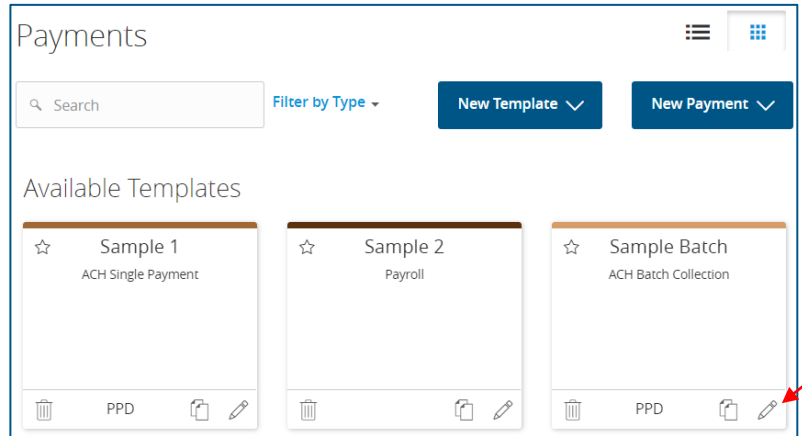 Payments
Search
Filter by Type
New Template
New Payment
Available Templates
Sample 1
ACH Single Payment
PPD
Sample 2
Payroll
Sample Batch
ACH Batch Collection
PPD